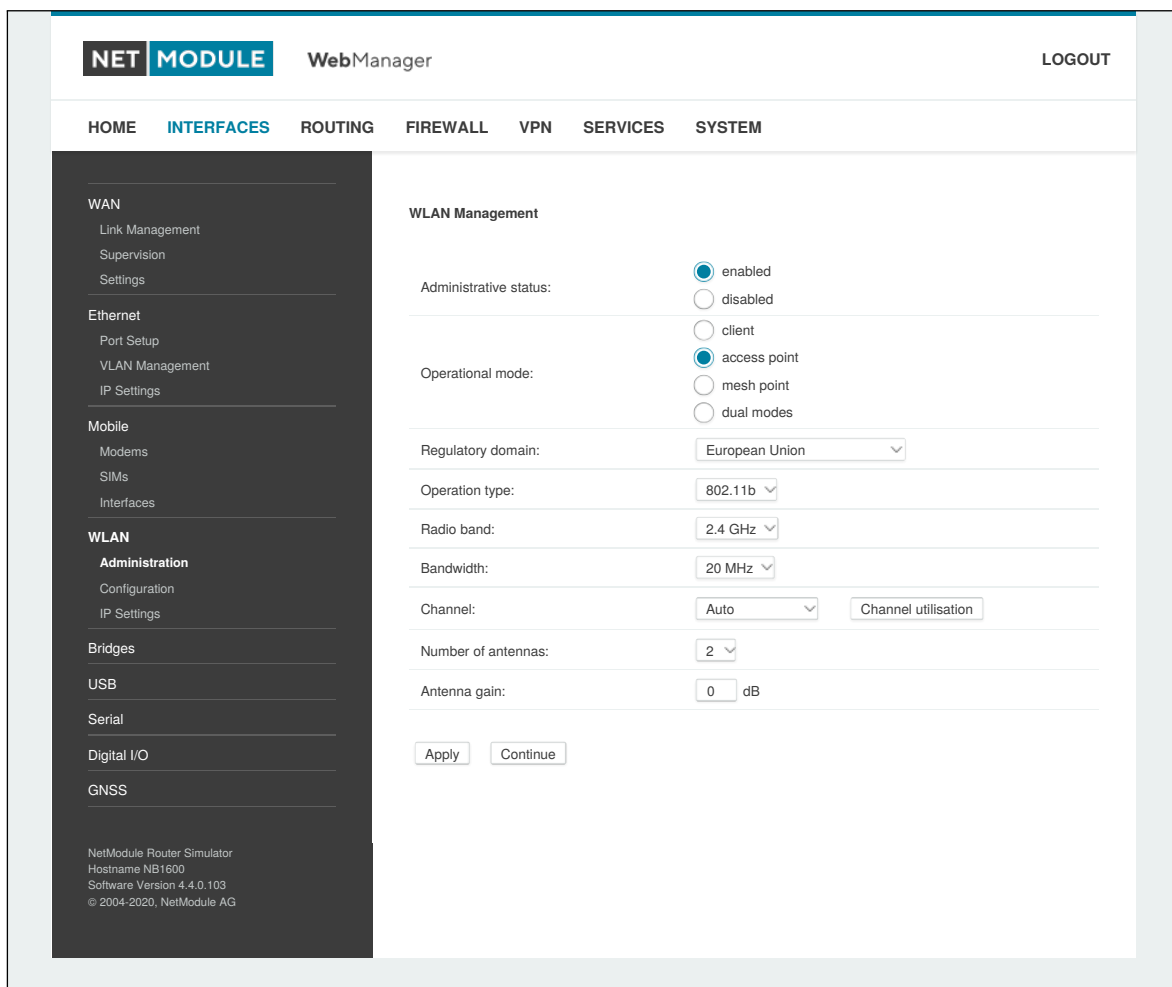 NET MODULE WebManager LOGOUT
HOME INTERFACES ROUTING FIREWALL VPN SERVICES SYSTEM
WAN
Link Management
Supervision
Settings
Ethernet
Port Setup
VLAN Management
IP Settings
Mobile
Modems
SIMs
Interfaces
WLAN
Administration
Configuration
IP Settings
Bridges
USB
Serial
Digital I/O
GNSS
NetModule Router Simulator
Hostname NB1600
Software Version 4.4.0.103
© 2004-2020, NetModule AG
WLAN Management
Administrative status:
enabled
disabled
Operational mode:
client
access point
mesh point
dual modes
Regulatory domain: European Union
Operation type: 802.11b
Radio band: 2.4 GHz
Bandwidth: 20 MHz
Channel: Auto Channel utilisation
Number of antennas: 2
Antenna gain: 0 dB
Apply Continue